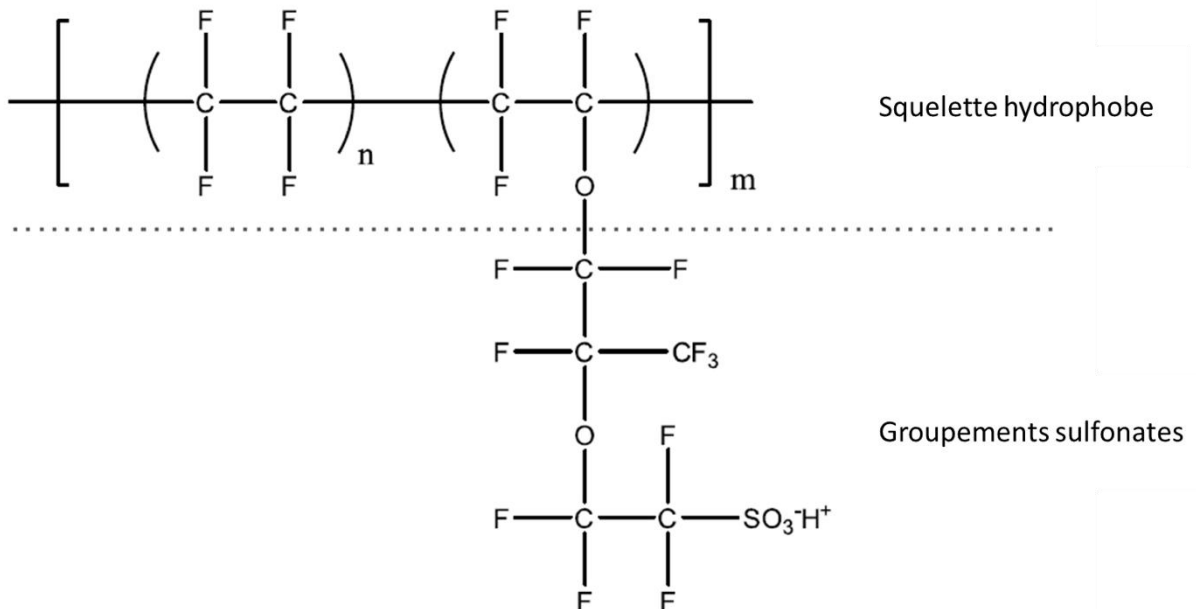 F F F F
C C C C Squelette hydrophobe
n
F F F O m
F C F
F C CF₃
O F Groupements sulfonates
F C C SO₃⁻H⁺
F F